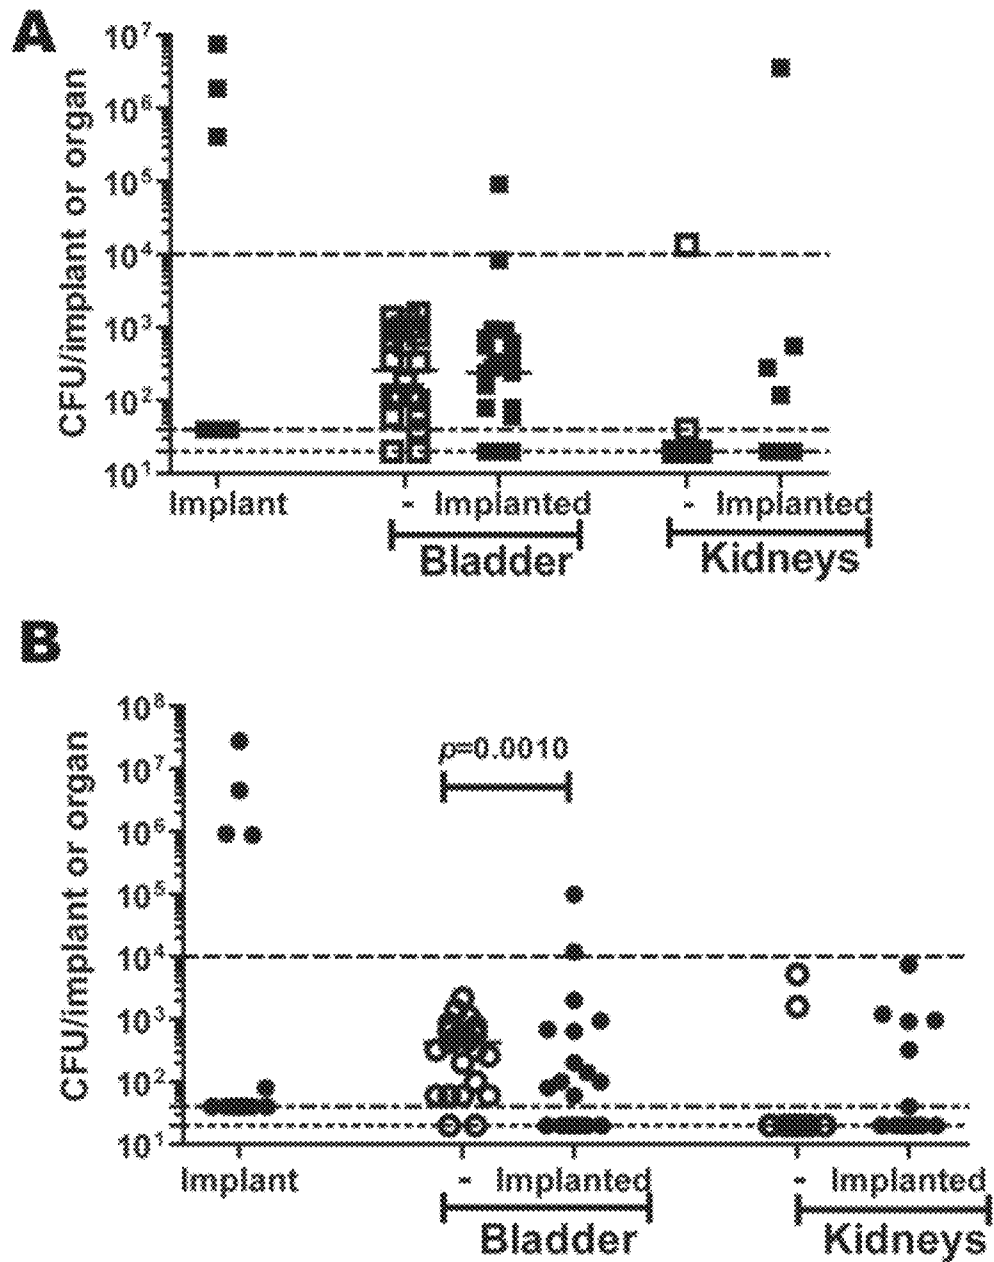 A
CFU/implant or organ
10⁷
10⁶
10⁵
10⁴
10³
10²
10¹
Implant
- Implanted
- Implanted
Bladder
Kidneys
B
CFU/implant or organ
10⁸
10⁷
10⁶
10⁵
10⁴
10³
10²
10¹
p=0.0010
Implant
- Implanted
- Implanted
Bladder
Kidneys